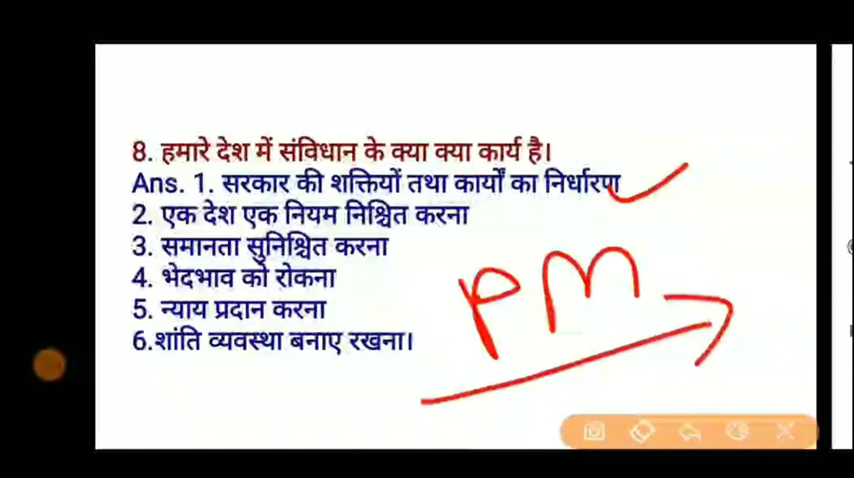 8. हमारे देश में संविधान के क्या क्या कार्य है।
Ans. 1. सरकार की शक्तियों तथा कार्यों का निर्धारण
2. एक देश एक नियम निश्चित करना
3. समानता सुनिश्चित करना
4. भेदभाव को रोकना
5. न्याय प्रदान करना
6.शांति व्यवस्था बनाए रखना।
PM